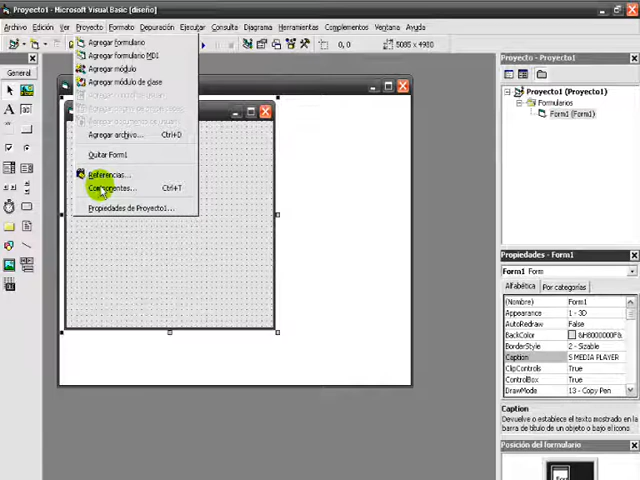 Proyecto1 - Microsoft Visual Basic [diseño]
Archivo Edición Ver Proyecto Formato Depuración Ejecutar Consulta Diagrama Herramientas Complementos Ventana Ayuda
0, 0
5085 x 4980
General
Agregar formulario
Agregar formulario MDI
Agregar módulo
Agregar módulo de clase
Agregar archivo... Ctrl+D
Quitar Form1
Referencias...
Componentes... Ctrl+T
Propiedades de Proyecto1...
Proyecto - Proyecto1
Proyecto1 (Proyecto1)
Formularios
Form1 (Form1)
Propiedades - Form1
Form1 Form
Alfabética Por categorías
(Nombre) Form1
Appearance 1 - 3D
AutoRedraw False
BackColor &H8000000F&
BorderStyle 2 - Sizable
Caption S MEDIA PLAYER
ClipControls True
ControlBox True
DrawMode 13 - Copy Pen
Caption
Devuelve o establece el texto mostrado en la
barra de título de un objeto o bajo el icono
Posición del formulario